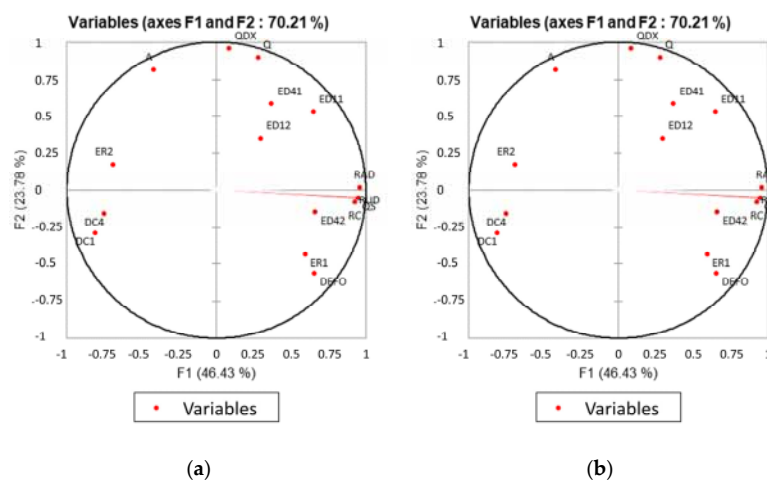 Variables (axes F1 and F2 : 70.21 %)
1
0.75
0.5
0.25
0
-0.25
-0.5
-0.75
-1
F2 (23.78 %)
QDX
Q
A
ED41
ED11
ED12
ER2
RAD
RC
DC4
DC1
ED42
ER1
DEFO
-1 -0.75 -0.5 -0.25 0 0.25 0.5 0.75 1
F1 (46.43 %)
Variables
(a)
Variables (axes F1 and F2 : 70.21 %)
1
0.75
0.5
0.25
0
-0.25
-0.5
-0.75
-1
F2 (23.78 %)
QDX
Q
A
ED41
ED11
ED12
ER2
RC
DC4
DC1
ED42
ER1
DEFO
-1 -0.75 -0.5 -0.25 0 0.25 0.5 0.75 1
F1 (46.43 %)
Variables
(b)